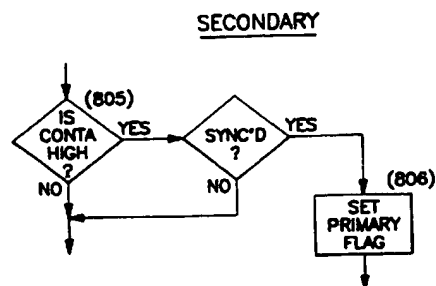 SECONDARY
(805)
IS
CONTA
HIGH
?
YES
NO
SYNC'D
?
YES
NO
(806)
SET
PRIMARY
FLAG